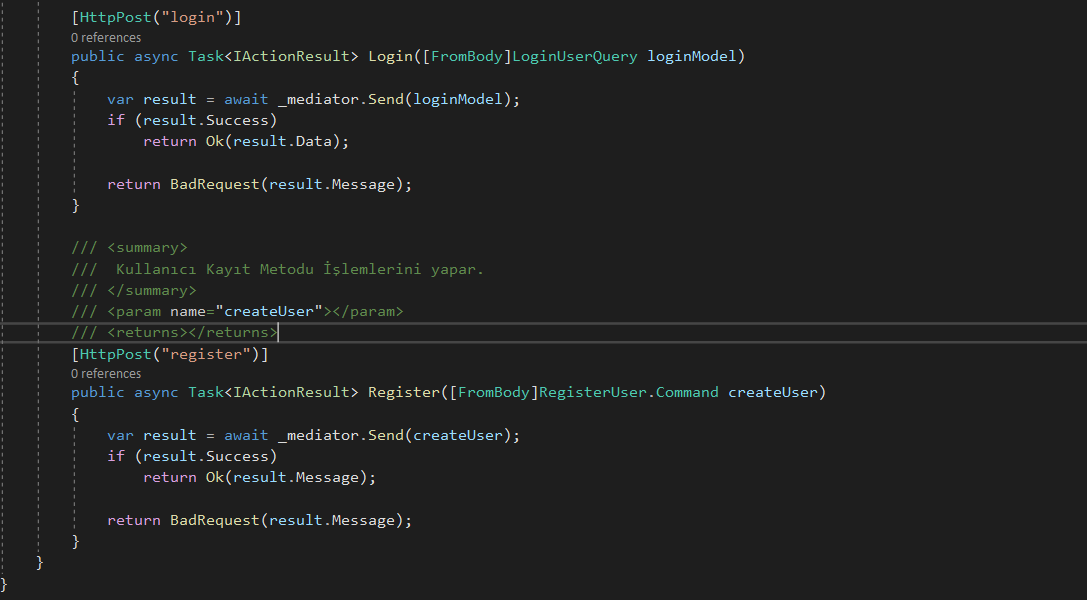 [HttpPost("login")]
0 references
public async Task<IActionResult> Login([FromBody]LoginUserQuery loginModel)
{
var result = await _mediator.Send(loginModel);
if (result.Success)
return Ok(result.Data);
return BadRequest(result.Message);
}
/// <summary>
///  Kullanıcı Kayıt Metodu İşlemlerini yapar.
/// </summary>
/// <param name="createUser"></param>
/// <returns></returns>
[HttpPost("register")]
0 references
public async Task<IActionResult> Register([FromBody]RegisterUser.Command createUser)
{
var result = await _mediator.Send(createUser);
if (result.Success)
return Ok(result.Message);
return BadRequest(result.Message);
}
}
}